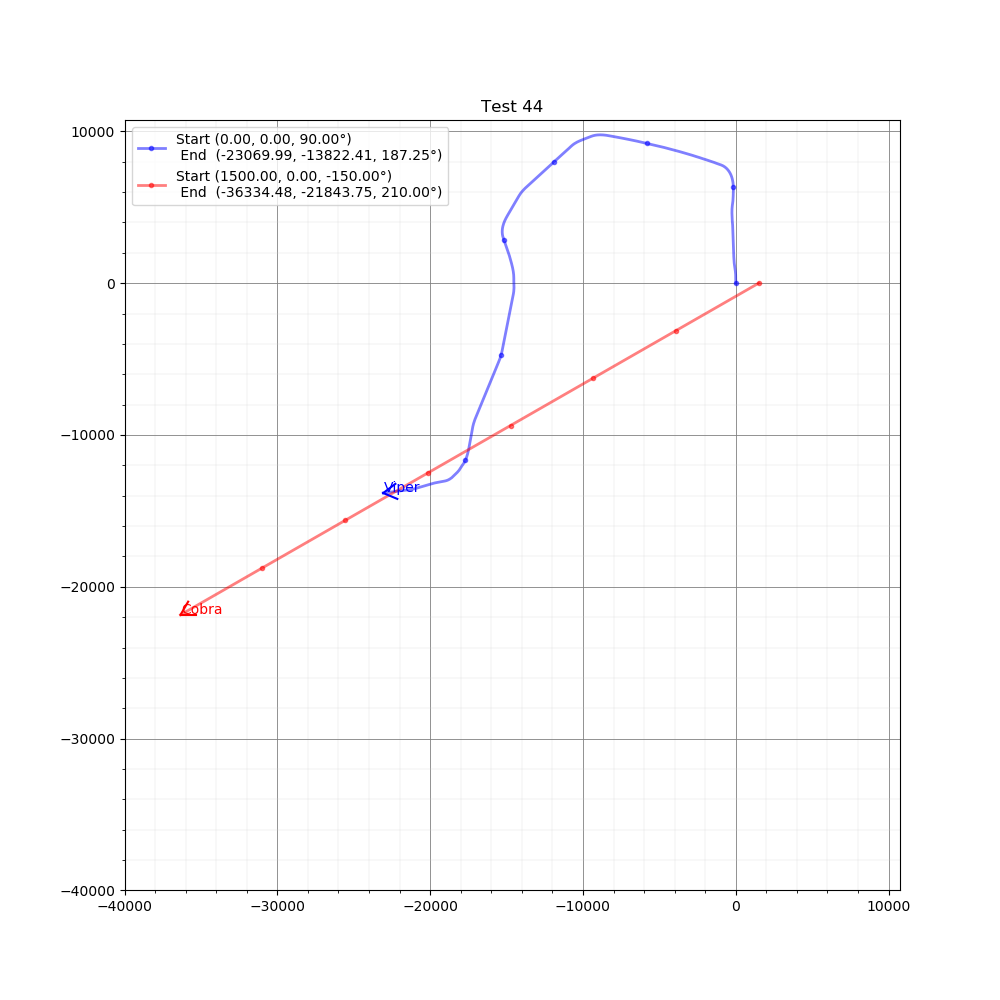 Test 44
Start (0.00, 0.00, 90.00°)
End (-23069.99, -13822.41, 187.25°)
Start (1500.00, 0.00, -150.00°)
End (-36334.48, -21843.75, 210.00°)
10000
0
−10000
−20000
−30000
−40000
Viper
Cobra
−40000 −30000 −20000 −10000 0 10000